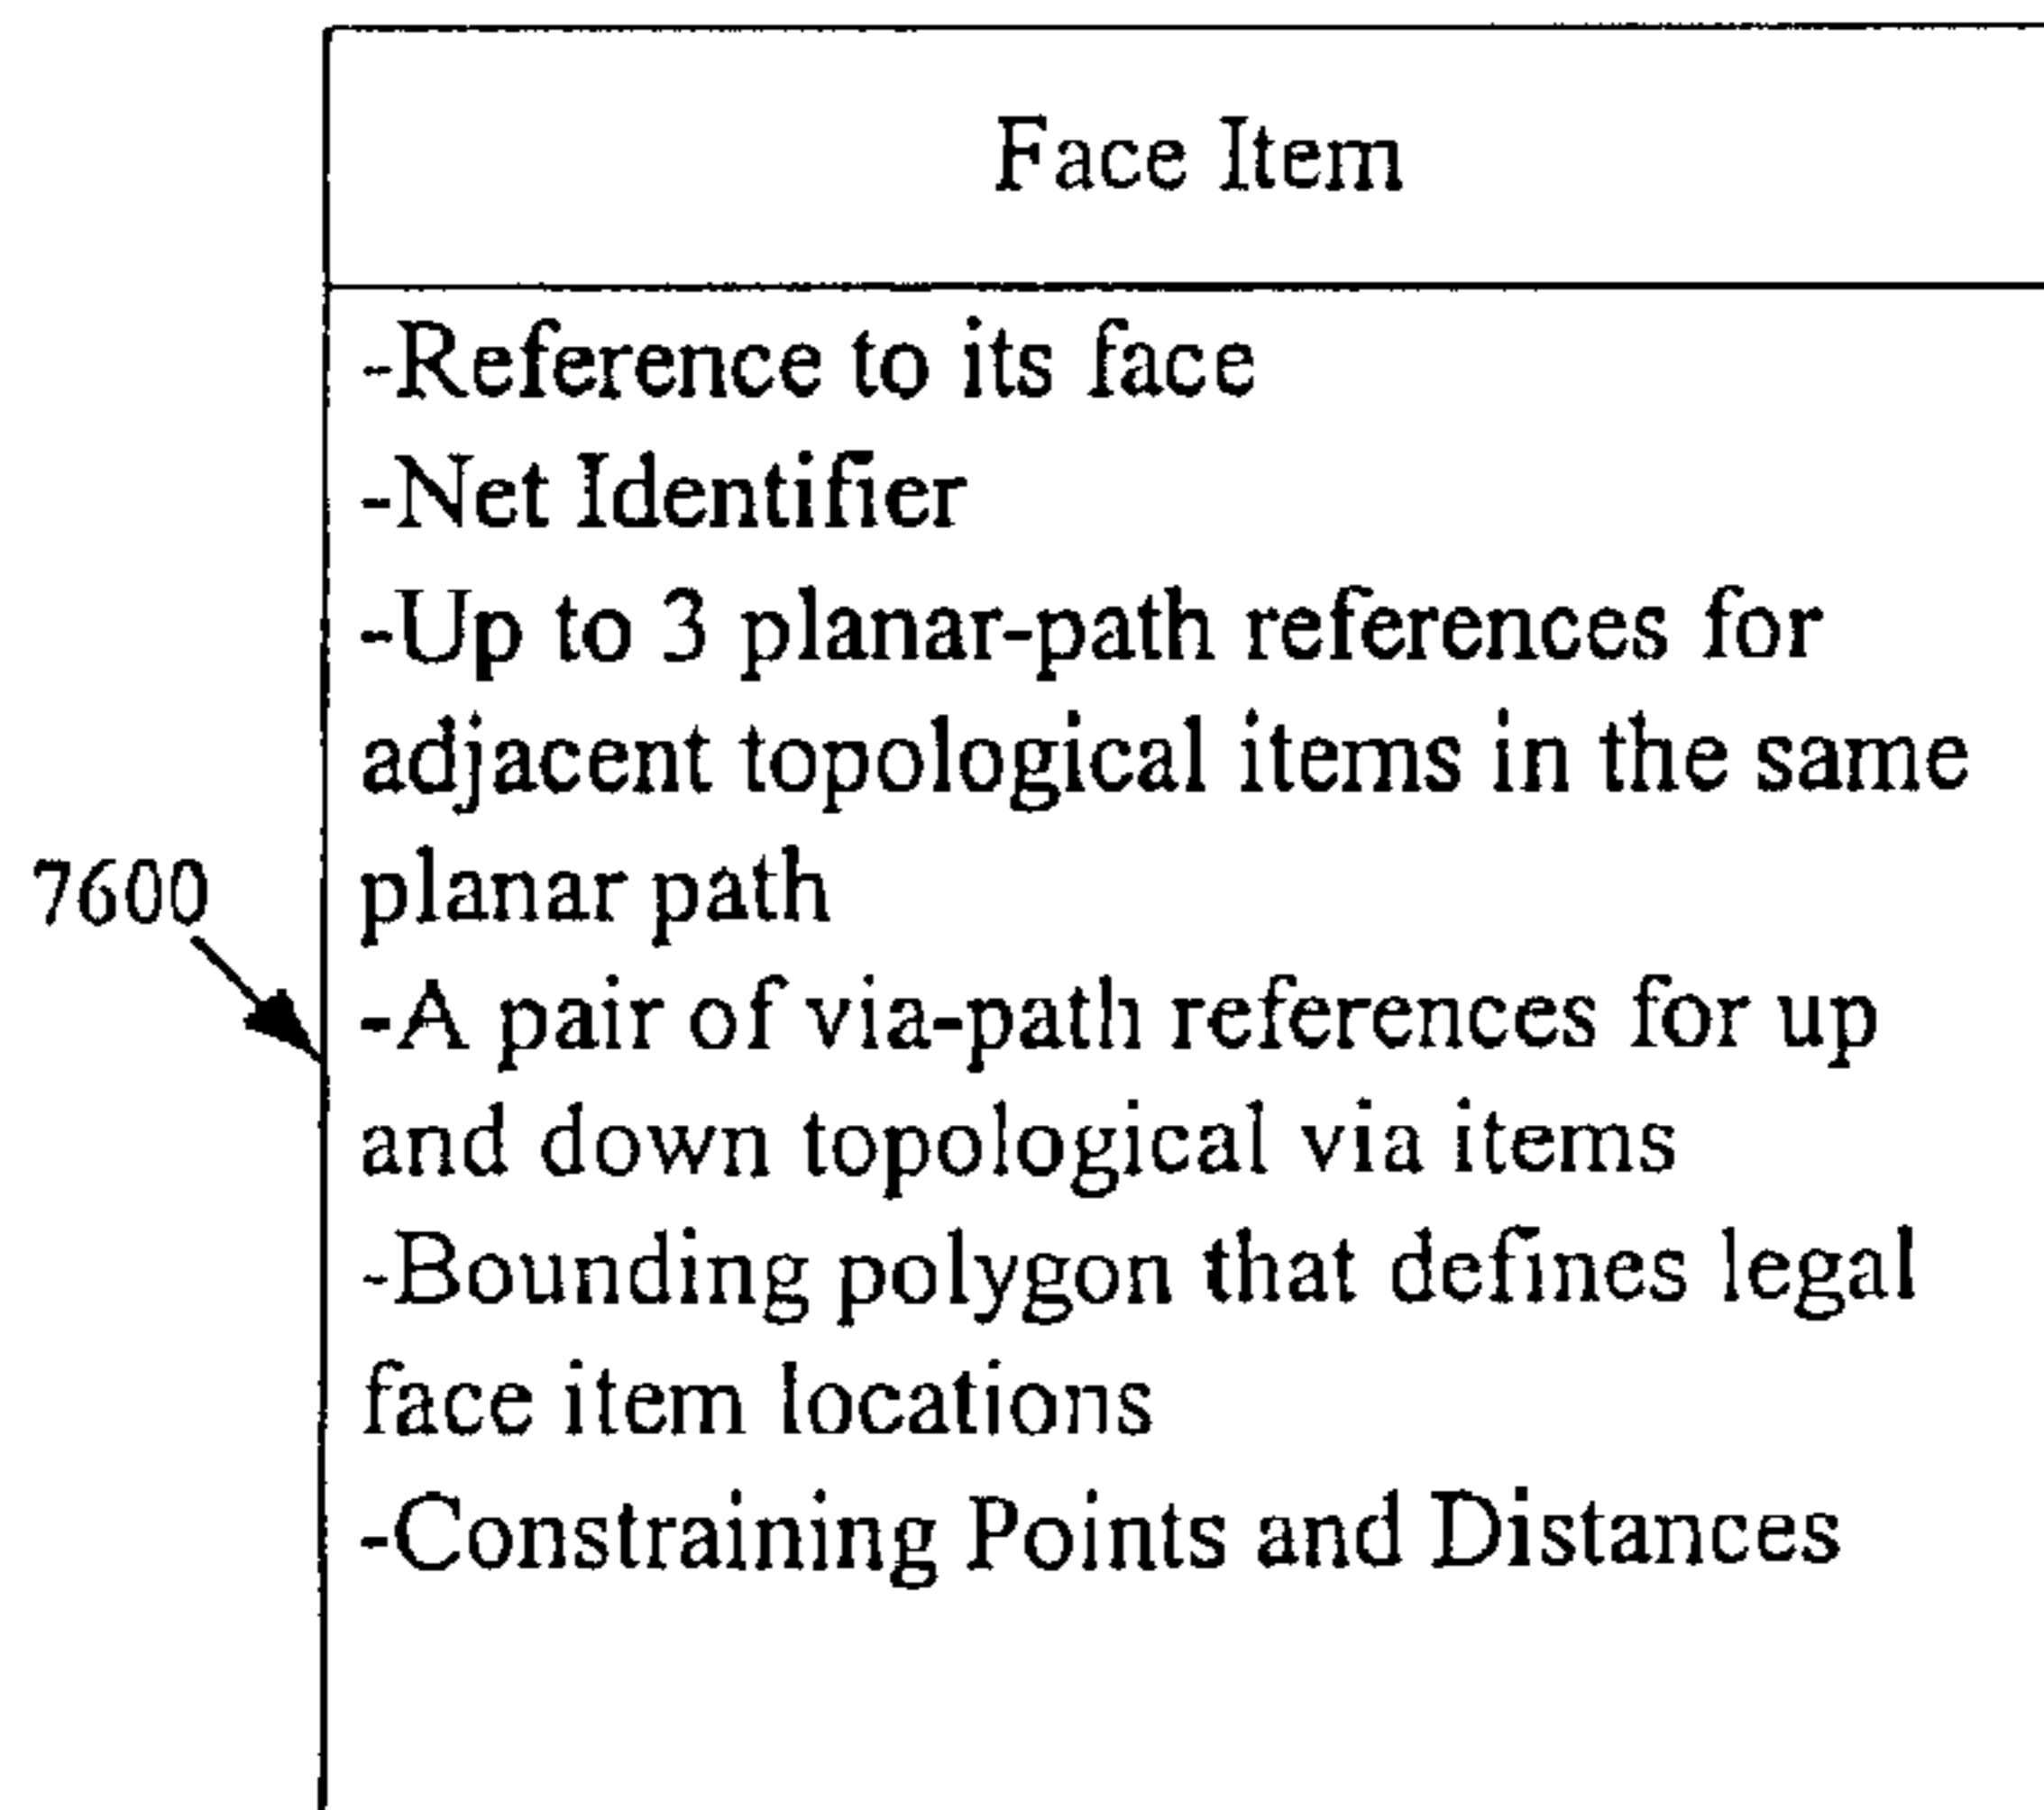 Face Item
-Reference to its face
-Net Identifier
-Up to 3 planar-path references for
adjacent topological items in the same
planar path
7600
-A pair of via-path references for up
and down topological via items
-Bounding polygon that defines legal
face item locations
-Constraining Points and Distances